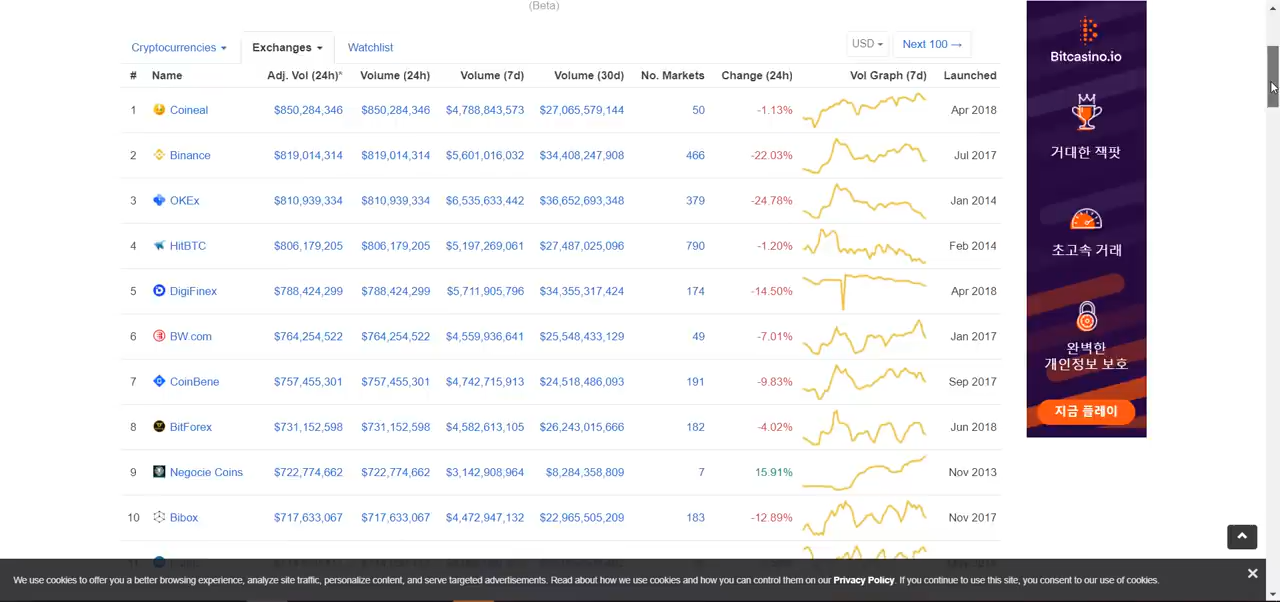 (Beta)
Cryptocurrencies Exchanges Watchlist USD Next 100 →
# Name Adj. Vol (24h)* Volume (24h) Volume (7d) Volume (30d) No. Markets Change (24h) Vol Graph (7d) Launched
1 Coineal $850,284,346 $850,284,346 $4,788,843,573 $27,065,579,144 50 -1.13% Apr 2018
2 Binance $819,014,314 $819,014,314 $5,601,016,032 $34,408,247,908 466 -22.03% Jul 2017
3 OKEx $810,939,334 $810,939,334 $6,535,633,442 $36,652,693,348 379 -24.78% Jan 2014
4 HitBTC $806,179,205 $806,179,205 $5,197,269,061 $27,487,025,096 790 -1.20% Feb 2014
5 DigiFinex $788,424,299 $788,424,299 $5,711,905,796 $34,355,317,424 174 -14.50% Apr 2018
6 BW.com $764,254,522 $764,254,522 $4,559,936,641 $25,548,433,129 49 -7.01% Jan 2017
7 CoinBene $757,455,301 $757,455,301 $4,742,715,913 $24,518,486,093 191 -9.83% Sep 2017
8 BitForex $731,152,598 $731,152,598 $4,582,613,105 $26,243,015,666 182 -4.02% Jun 2018
9 Negocie Coins $722,774,662 $722,774,662 $3,142,908,964 $8,284,358,809 7 15.91% Nov 2013
10 Bibox $717,633,067 $717,633,067 $4,472,947,132 $22,965,505,209 183 -12.89% Nov 2017
Bitcasino.io
거대한 잭팟
초고속 거래
완벽한
개인정보 보호
지금 플레이
We use cookies to offer you a better browsing experience, analyze site traffic, personalize content, and serve targeted advertisements. Read about how we use cookies and how you can control them on our Privacy Policy. If you continue to use this site, you consent to our use of cookies.